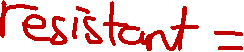 resistant =